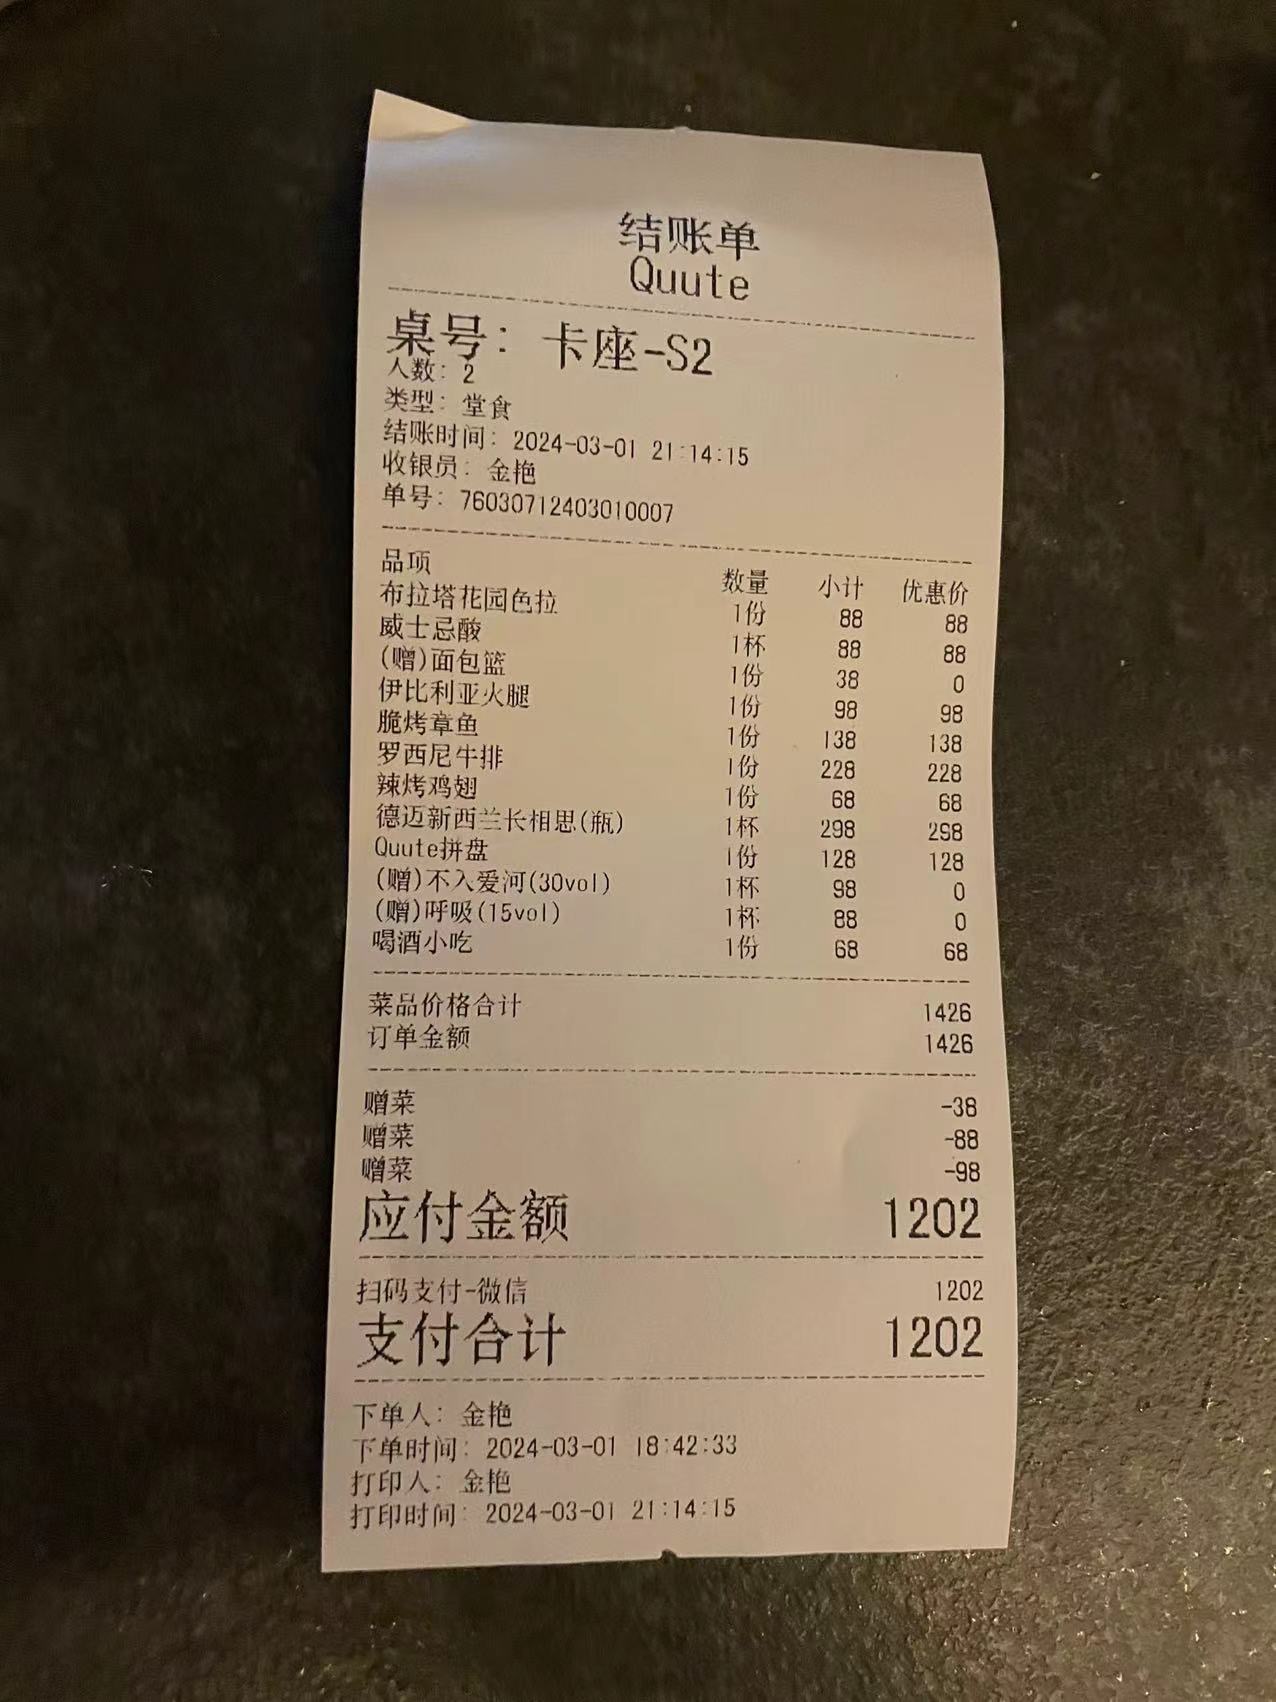 结账单
Quute
桌号: 卡座-S2
人数: 2
类型: 堂食
结账时间: 2024-03-01 21:14:15
收银员: 金艳
单号: 76030712403010007
品项 数量 小计 优惠价
布拉塔花园色拉 1份 88 88
威士忌酸 1杯 88 88
(赠)面包篮 1份 38 0
伊比利亚火腿 1份 98 98
脆烤章鱼 1份 138 138
罗西尼牛排 1份 228 228
辣烤鸡翅 1份 68 68
德迈新西兰长相思(瓶) 1杯 298 298
Quute拼盘 1份 128 128
(赠)不入爱河(30vol) 1杯 98 0
(赠)呼吸(15vol) 1杯 88 0
喝酒小吃 1份 68 68
菜品价格合计 1426
订单金额 1426
赠菜 -38
赠菜 -88
赠菜 -98
应付金额 1202
扫码支付-微信 1202
支付合计 1202
下单人: 金艳
下单时间: 2024-03-01 18:42:33
打印人: 金艳
打印时间: 2024-03-01 21:14:15